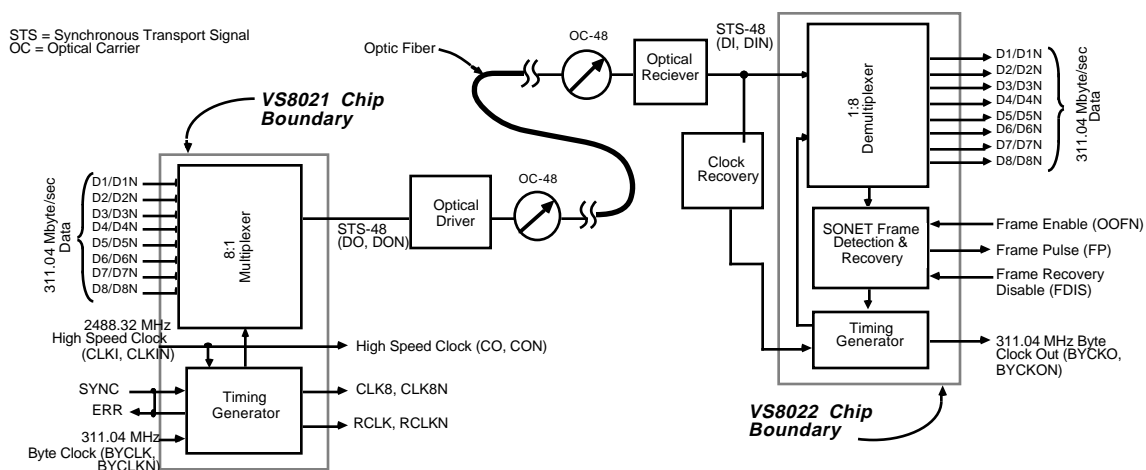 STS = Synchronous Transport Signal
OC = Optical Carrier
VS8021 Chip
Boundary
311.04 Mbyte/sec
Data
D1/D1N
D2/D2N
D3/D3N
D4/D4N
D5/D5N
D6/D6N
D7/D7N
D8/D8N
8:1
Multiplexer
2488.32 MHz
High Speed Clock
(CLKI, CLKIN)
High Speed Clock (CO, CON)
SYNC
ERR
Timing
Generator
CLK8, CLK8N
RCLK, RCLKN
311.04 MHz
Byte Clock (BYCLK,
BYCLKN)
STS-48
(DO, DON)
Optical
Driver
OC-48
Optic Fiber
OC-48
Optical
Reciever
STS-48
(DI, DIN)
Clock
Recovery
1:8
Demultiplexer
D1/D1N
D2/D2N
D3/D3N
D4/D4N
D5/D5N
D6/D6N
D7/D7N
D8/D8N
311.04 Mbyte/sec
Data
SONET Frame
Detection &
Recovery
Frame Enable (OOFN)
Frame Pulse (FP)
Frame Recovery
Disable (FDIS)
Timing
Generator
311.04 MHz Byte
Clock Out (BYCKO,
BYCKON)
VS8022 Chip
Boundary